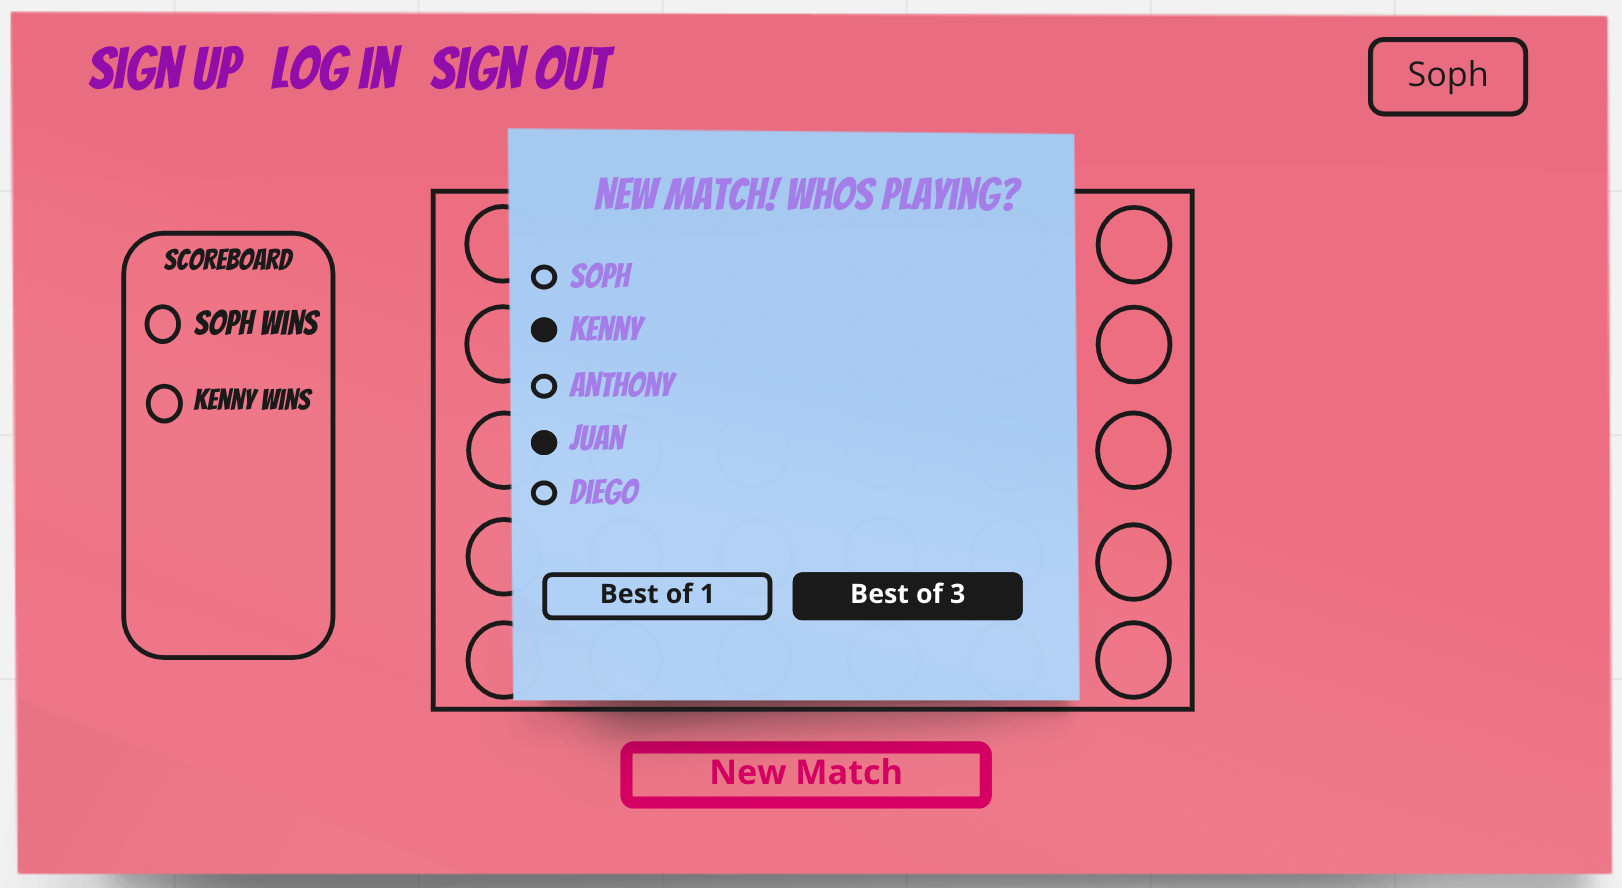 SIGN UP LOG IN SIGN OUT
Soph
NEW MATCH! WHOS PLAYING?
SCOREBOARD
SOPH WINS
KENNY WINS
SOPH
KENNY
ANTHONY
JUAN
DIEGO
Best of 1
Best of 3
New Match